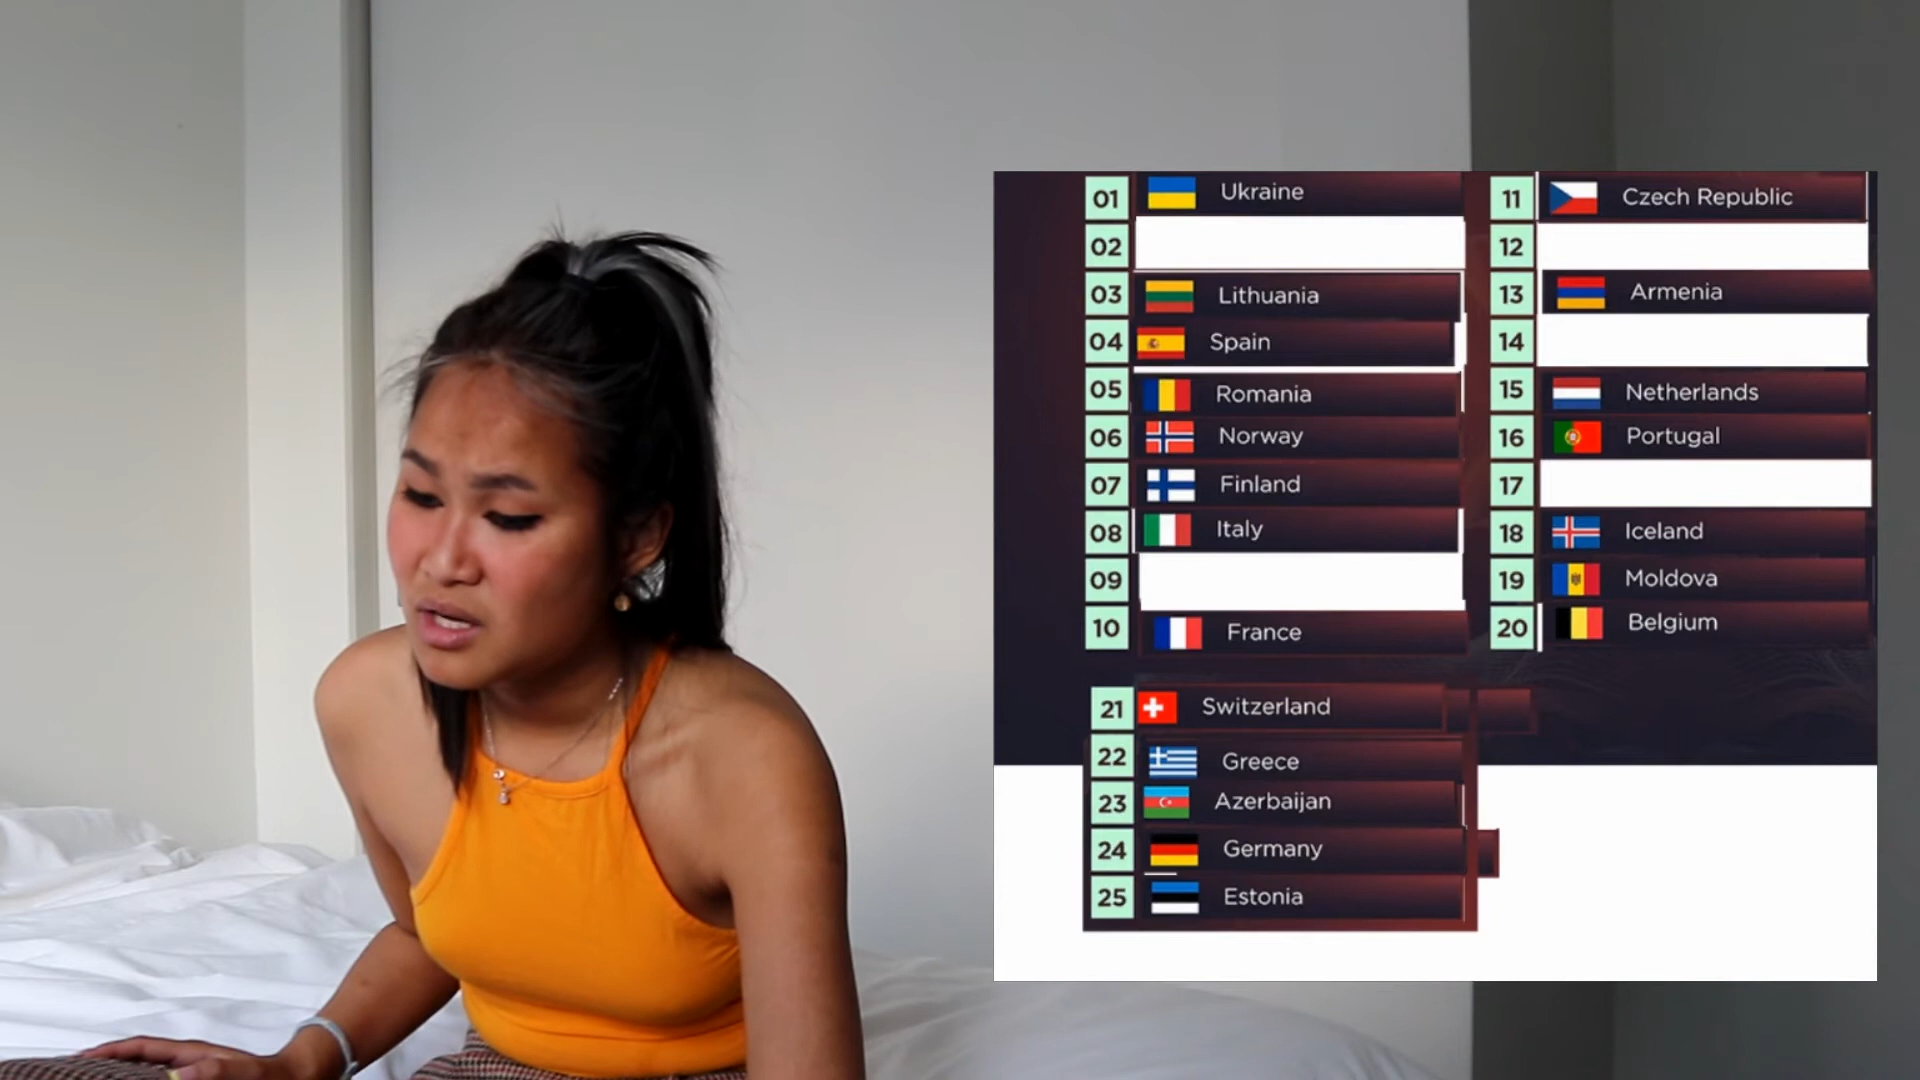 01 Ukraine
02
03 Lithuania
04 Spain
05 Romania
06 Norway
07 Finland
08 Italy
09
10 France
11 Czech Republic
12
13 Armenia
14
15 Netherlands
16 Portugal
17
18 Iceland
19 Moldova
20 Belgium
21 Switzerland
22 Greece
23 Azerbaijan
24 Germany
25 Estonia